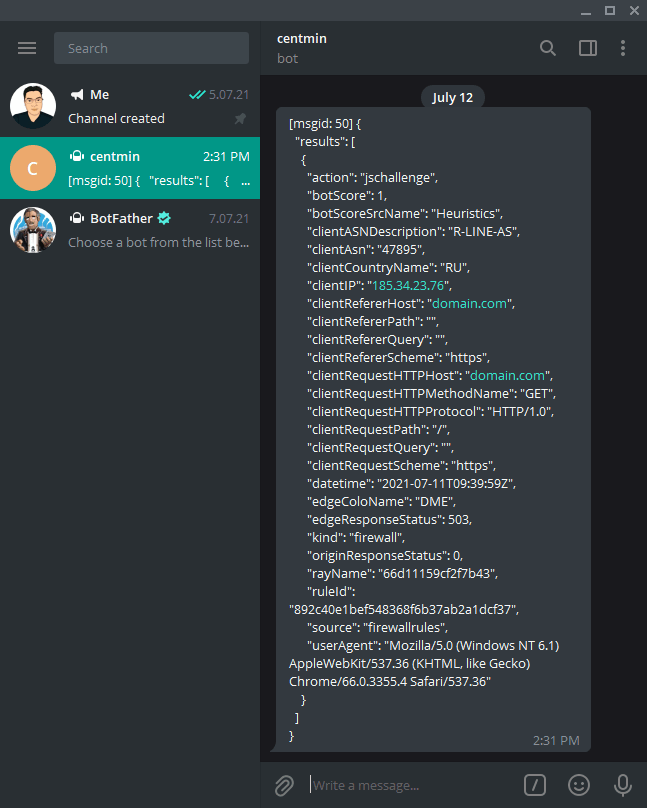 Search
Me
5.07.21
Channel created
C
centmin
2:31 PM
[msgid: 50] { "results": [ { ...
BotFather
7.07.21
Choose a bot from the list be...
centmin
bot
July 12
[msgid: 50] {
"results": [
{
"action": "jschallenge",
"botScore": 1,
"botScoreSrcName": "Heuristics",
"clientASNDescription": "R-LINE-AS",
"clientAsn": "47895",
"clientCountryName": "RU",
"clientIP": "185.34.23.76",
"clientRefererHost": "domain.com",
"clientRefererPath": "",
"clientRefererQuery": "",
"clientRefererScheme": "https",
"clientRequestHTTPHost": "domain.com",
"clientRequestHTTPMethodName": "GET",
"clientRequestHTTPProtocol": "HTTP/1.0",
"clientRequestPath": "/",
"clientRequestQuery": "",
"clientRequestScheme": "https",
"datetime": "2021-07-11T09:39:59Z",
"edgeColoName": "DME",
"edgeResponseStatus": 503,
"kind": "firewall",
"originResponseStatus": 0,
"rayName": "66d11159cf2f7b43",
"ruleId":
"892c40e1bef548368f6b37ab2a1dcf37",
"source": "firewallrules",
"userAgent": "Mozilla/5.0 (Windows NT 6.1)
AppleWebKit/537.36 (KHTML, like Gecko)
Chrome/66.0.3355.4 Safari/537.36"
}
]
}
2:31 PM
Write a message...